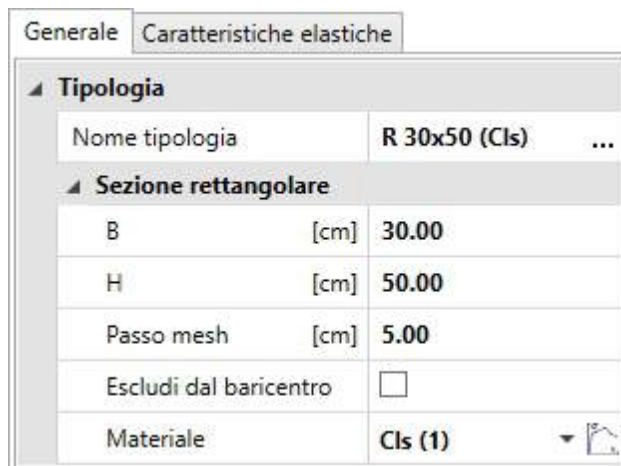 Generale Caratteristiche elastiche
Tipologia
Nome tipologia R 30x50 (Cls) ...
Sezione rettangolare
B [cm] 30.00
H [cm] 50.00
Passo mesh [cm] 5.00
Escludi dal baricentro
Materiale Cls (1)